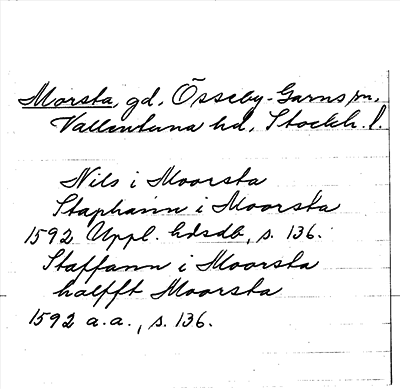 Morsta, gd, Össeby-Garns sn,
Vallentuna hd, Stockh. l.
Nils i Moorsta
Staphann i Moorsta
1592 Uppl. hdsdb, s. 136.
Staffann i Moorsta
halfft Moorsta
1592 a.a., s. 136.